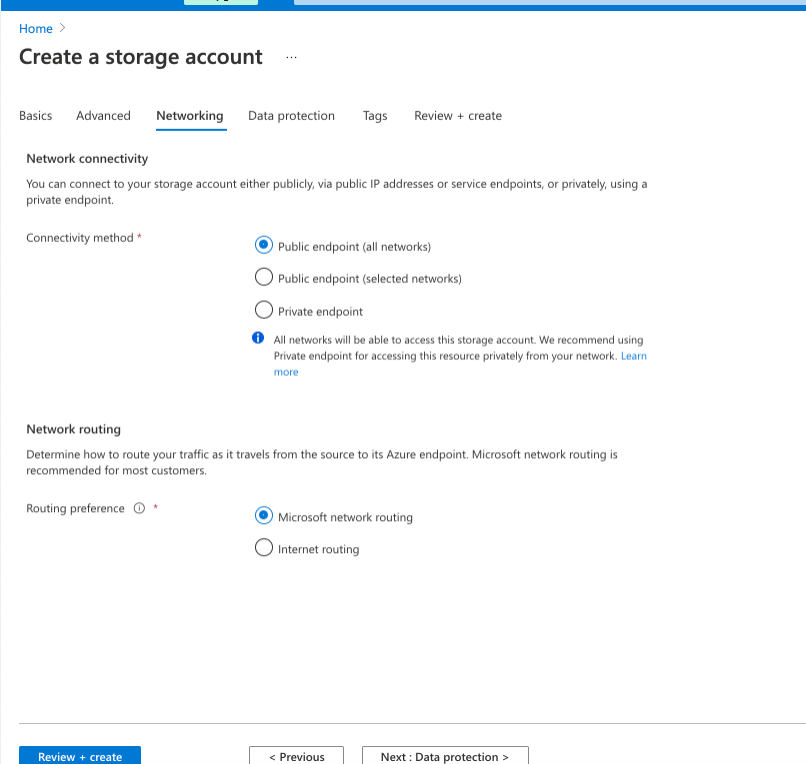 Home >
Create a storage account ...
Basics Advanced Networking Data protection Tags Review + create
Network connectivity
You can connect to your storage account either publicly, via public IP addresses or service endpoints, or privately, using a
private endpoint.
Connectivity method *
Public endpoint (all networks)
Public endpoint (selected networks)
Private endpoint
All networks will be able to access this storage account. We recommend using
Private endpoint for accessing this resource privately from your network. Learn
more
Network routing
Determine how to route your traffic as it travels from the source to its Azure endpoint. Microsoft network routing is
recommended for most customers.
Routing preference *
Microsoft network routing
Internet routing
Review + create < Previous Next : Data protection >